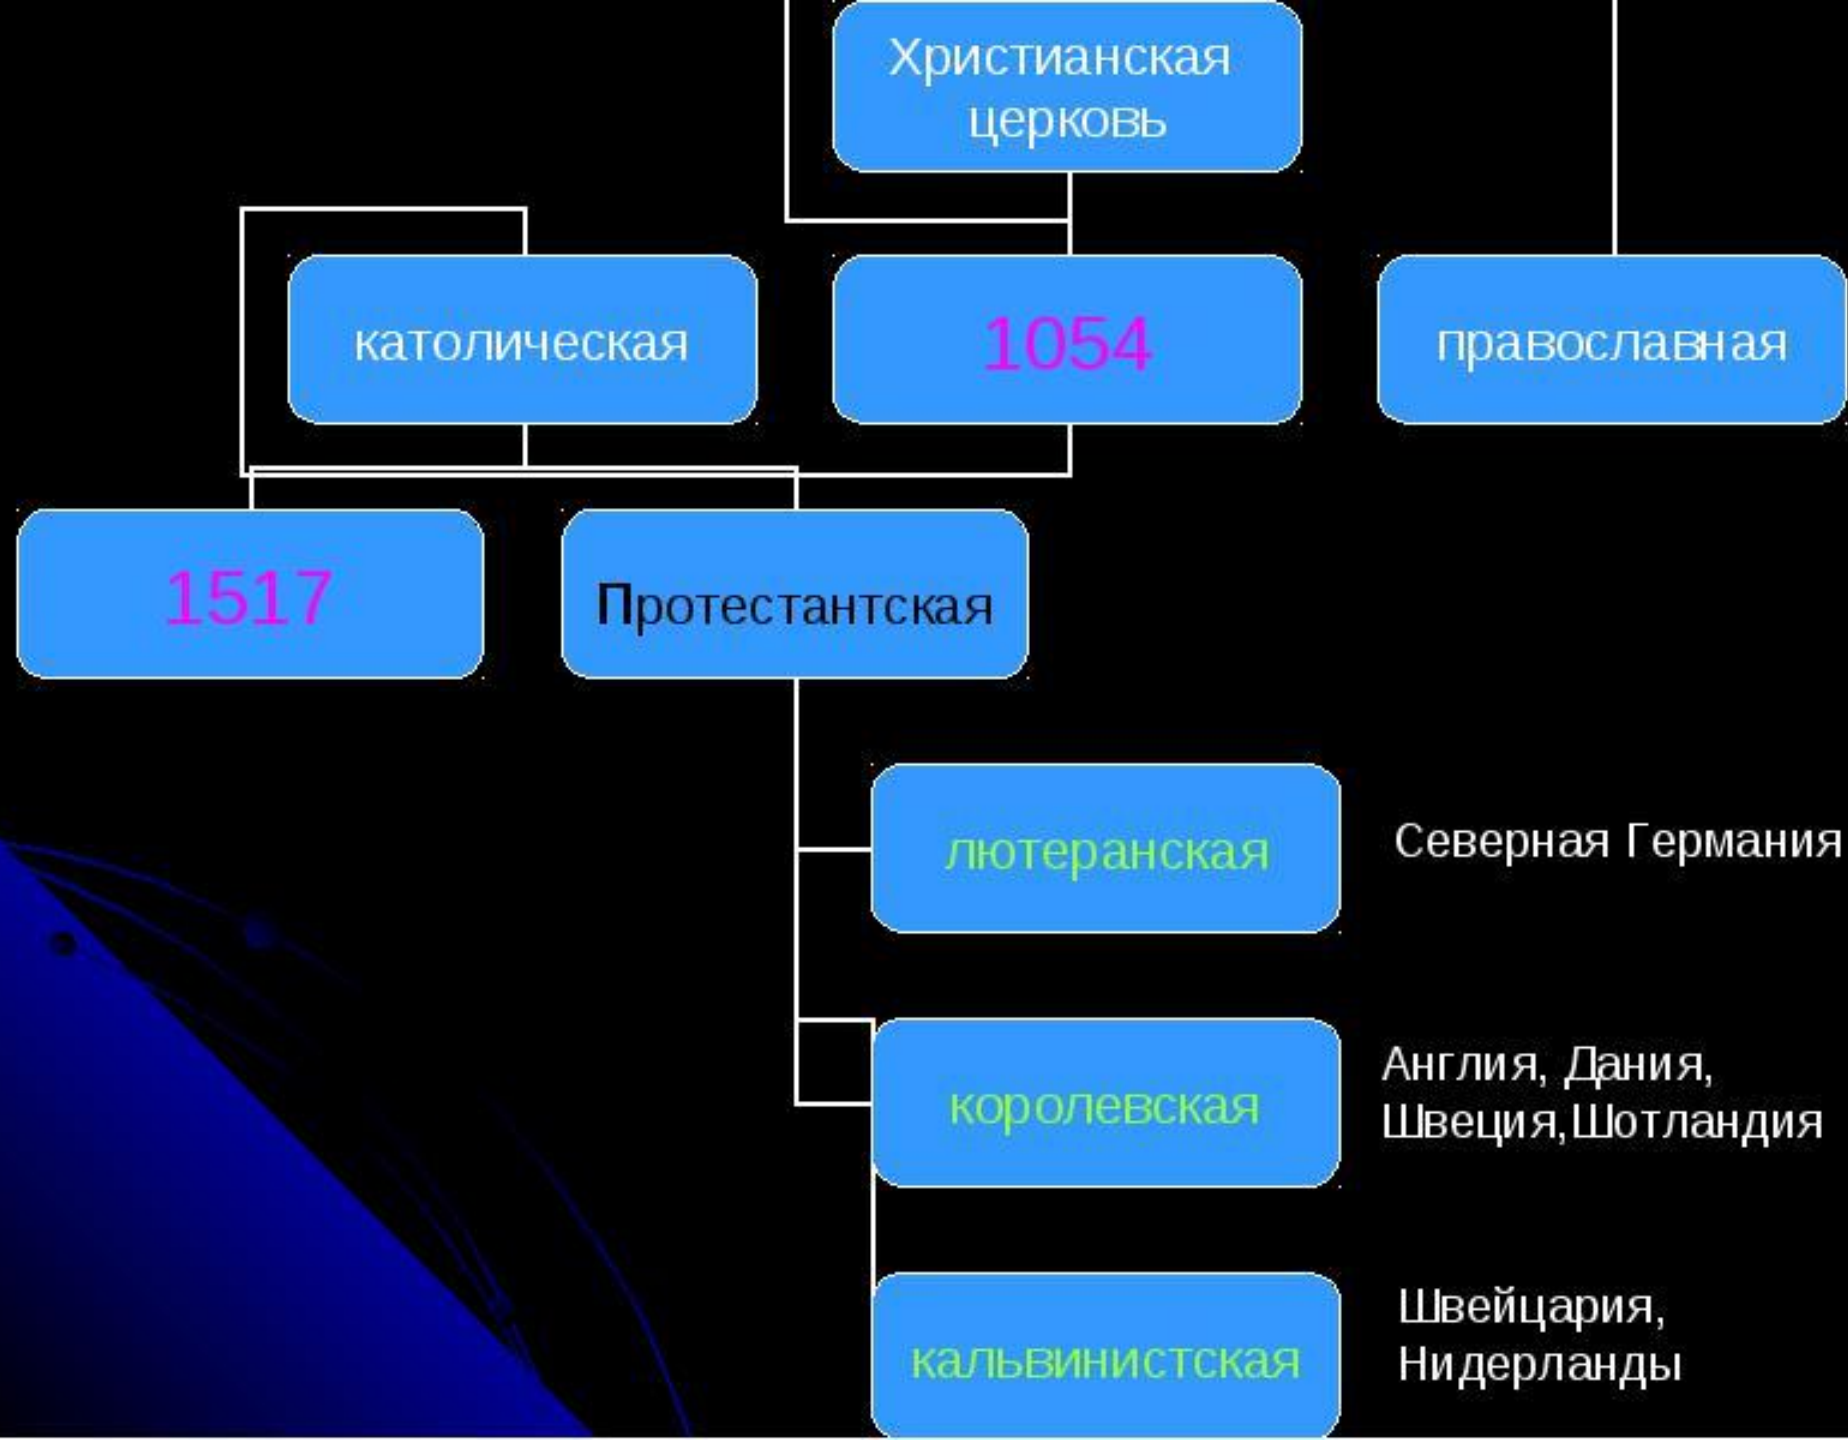 Христианская
церковь
католическая
1054
православная
1517
Протестантская
лютеранская
Северная Германия
королевская
Англия, Дания,
Швеция,Шотландия
кальвинистская
Швейцария,
Нидерланды